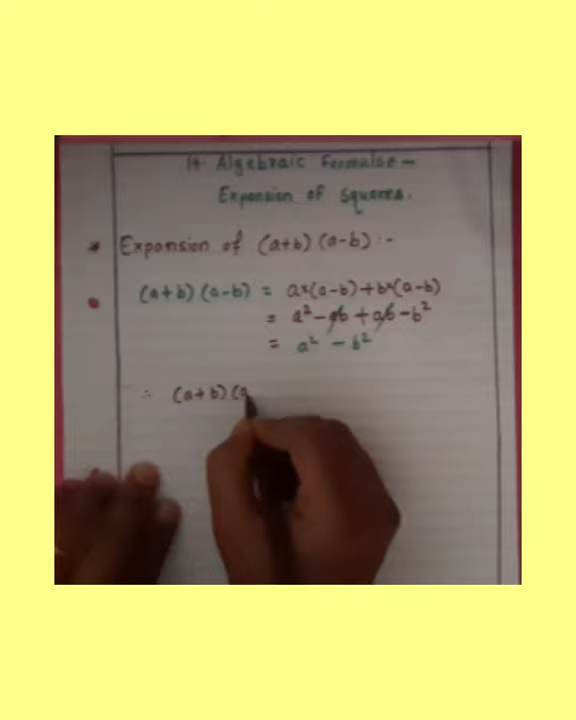 14. Algebraic Formulae -
Expansion of Squares.
* Expansion of (a+b) (a-b) :-
(a+b) (a-b) = a×(a-b)+b×(a-b)
= a² - ab + ab - b²
= a² - b²
∴ (a+b) (a